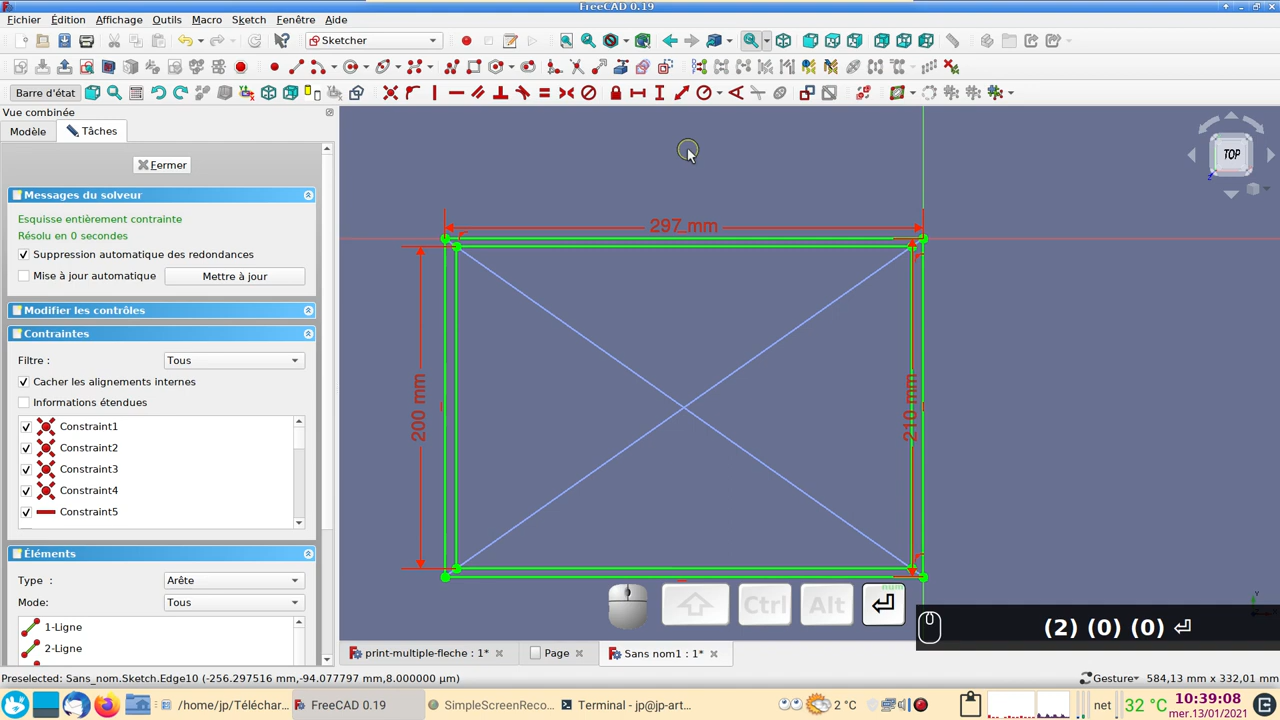 FreeCAD 0.19
Fichier Édition Affichage Outils Macro Sketch Fenêtre Aide
Sketcher
Barre d'état
Vue combinée
Modèle Tâches
Fermer
Messages du solveur
Esquisse entièrement contrainte
Résolu en 0 secondes
Suppression automatique des redondances
Mise à jour automatique Mettre à jour
Modifier les contrôles
Contraintes
Filtre : Tous
Cacher les alignements internes
Informations étendues
Constraint1
Constraint2
Constraint3
Constraint4
Constraint5
Éléments
Type : Arête
Mode: Tous
1-Ligne
2-Ligne
TOP
297 mm
200 mm
210 mm
Ctrl Alt
(2) (0) (0) ⏎
print-multiple-fleche : 1* Page Sans nom1 : 1*
Preselected: Sans_nom.Sketch.Edge10 (-256.297516 mm,-94.077797 mm,8.000000 µm) Gesture 584,13 mm x 332,01 mm
/home/jp/Téléchar... FreeCAD 0.19 SimpleScreenReco... Terminal - jp@jp-art... 2 °C net 32 °C 10:39:08
mer.13/01/2021